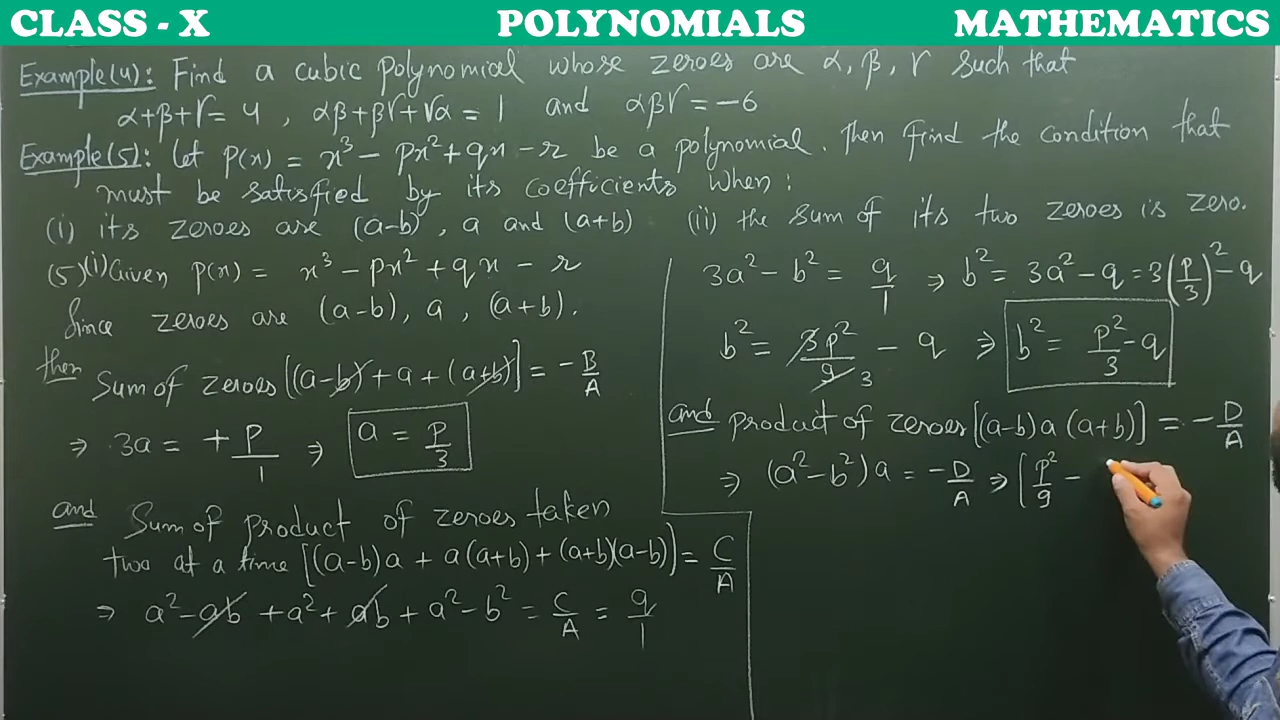 CLASS - X POLYNOMIALS MATHEMATICS
Example(4): Find a cubic polynomial whose zeroes are α, β, γ such that
α+β+γ = 4 , αβ+βγ+γα = 1 and αβγ = -6
Example(5): Let p(x) = x³ - px² + qx - r be a polynomial. Then find the condition that
must be satisfied by its coefficients when:
(i) its zeroes are (a-b), a and (a+b) (ii) the sum of its two zeroes is zero.
(5)(i) Given p(x) = x³ - px² + qx - r
Since zeroes are (a-b), a, (a+b).
then Sum of zeroes [(a-b) + a + (a+b)] = -B/A
⇒ 3a = +P/1 ⇒ a = P/3
and Sum of product of zeroes taken
two at a time [(a-b)a + a(a+b) + (a+b)(a-b)] = C/A
⇒ a² - ab + a² + ab + a² - b² = C/A = q/1
3a² - b² = q/1 ⇒ b² = 3a² - q = 3(P/3)² - q
b² = 3p²/9 3 - q ⇒ b² = p²/3 - q
and product of zeroes [(a-b)a(a+b)] = -D/A
⇒ (a² - b²)a = -D/A ⇒ [p²/9 -